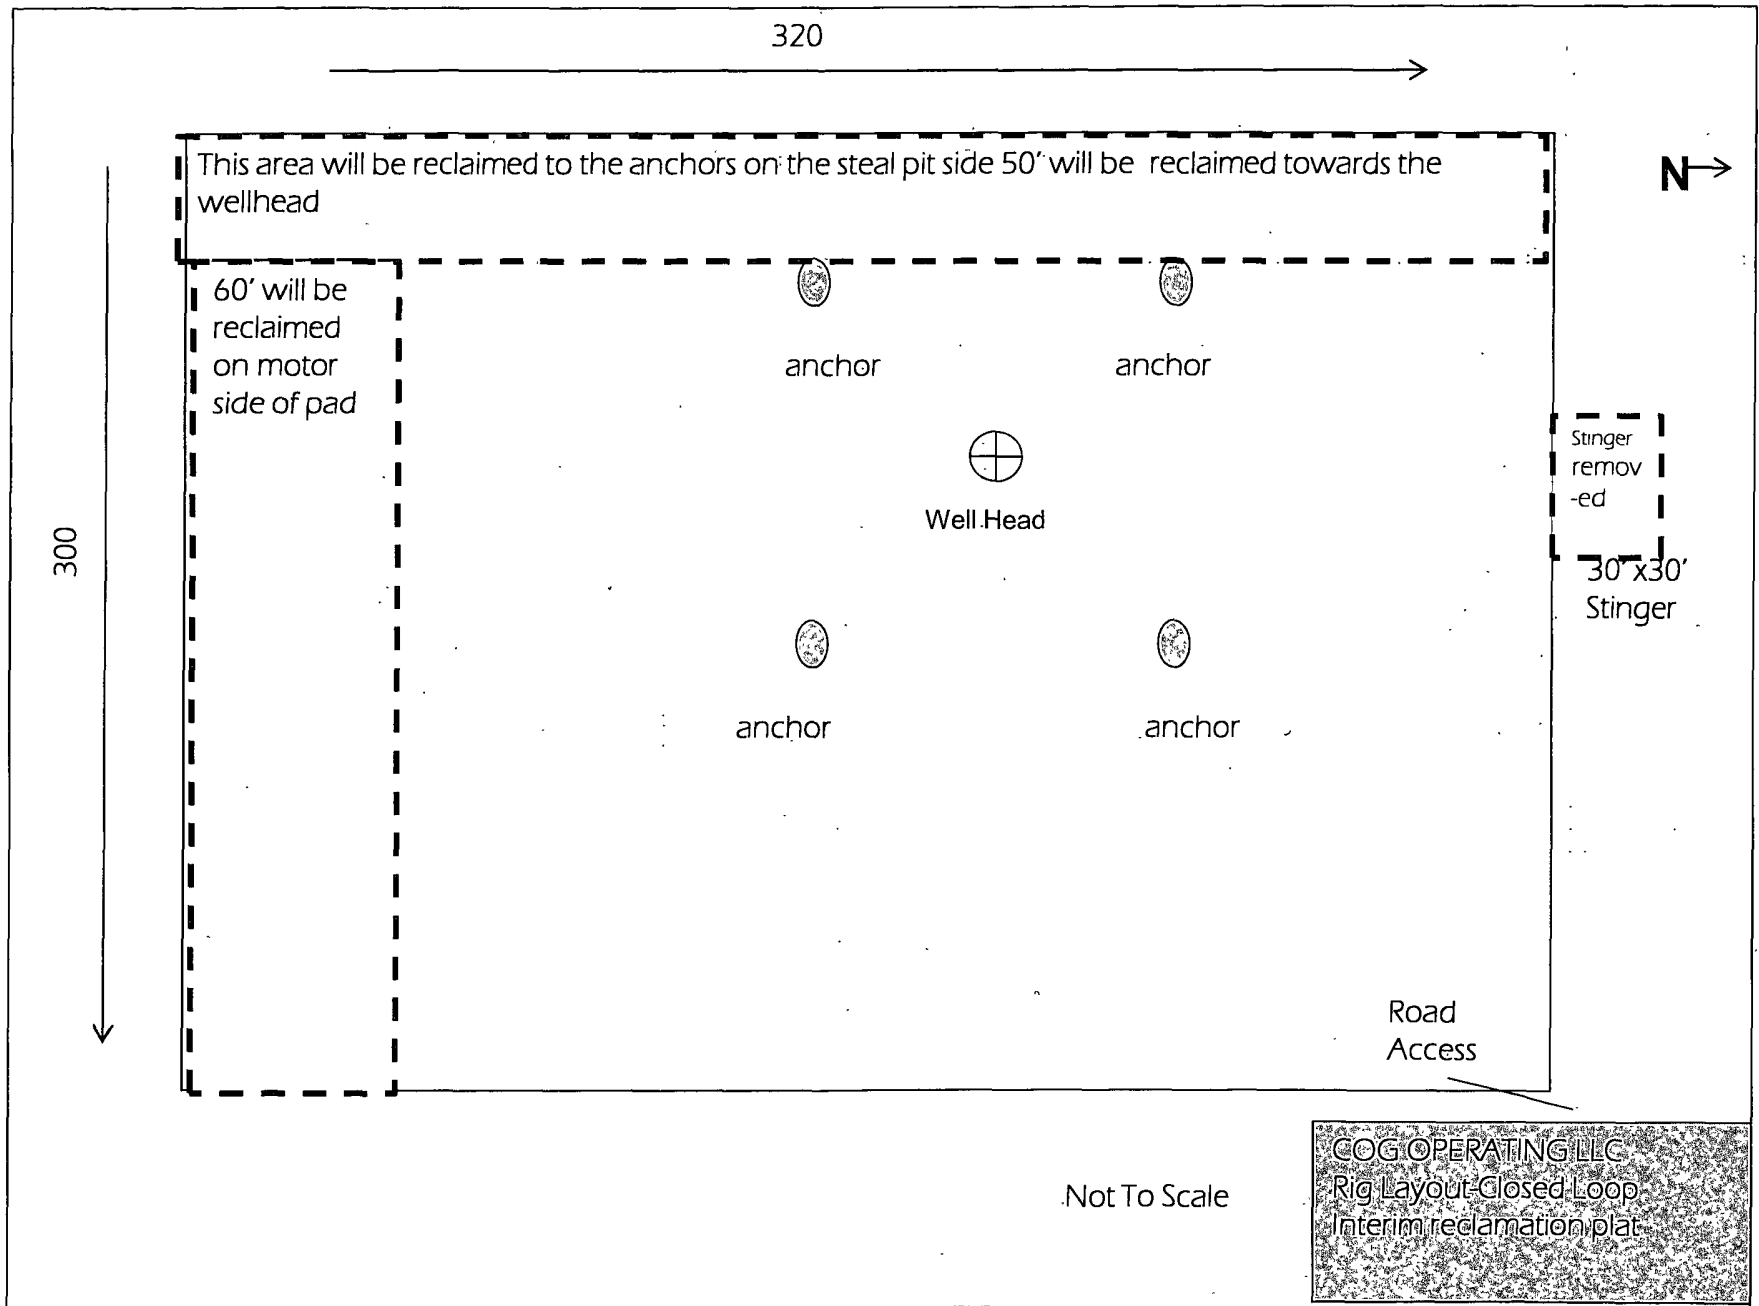 320
This area will be reclaimed to the anchors on the steal pit side 50' will be reclaimed towards the
wellhead
N
60' will be
reclaimed
on motor
side of pad
anchor
anchor
Stinger
remov
-ed
Well Head
300
30' x30'
Stinger
anchor
anchor
Road
Access
COG OPERATING LLC
Rig Layout-Closed Loop
Interim reclamation plat
Not To Scale